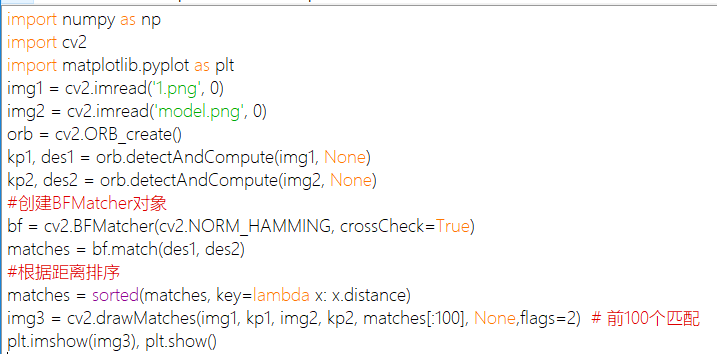 import numpy as np
import cv2
import matplotlib.pyplot as plt
img1 = cv2.imread('1.png', 0)
img2 = cv2.imread('model.png', 0)
orb = cv2.ORB_create()
kp1, des1 = orb.detectAndCompute(img1, None)
kp2, des2 = orb.detectAndCompute(img2, None)
#创建BFMatcher对象
bf = cv2.BFMatcher(cv2.NORM_HAMMING, crossCheck=True)
matches = bf.match(des1, des2)
#根据距离排序
matches = sorted(matches, key=lambda x: x.distance)
img3 = cv2.drawMatches(img1, kp1, img2, kp2, matches[:100], None,flags=2)  # 前100个匹配
plt.imshow(img3), plt.show()